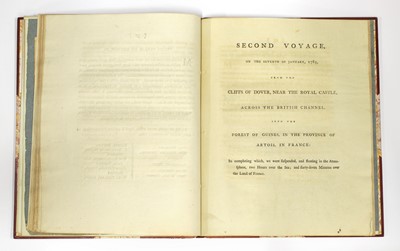 SECOND VOYAGE,
ON THE SEVENTH OF JANUARY, 1785,
FROM THE
CLIFFS OF DOVER, NEAR THE ROYAL CASTLE,
ACROSS THE BRITISH CHANNEL,
INTO THE
FOREST OF GUINES, IN THE PROVINCE OF
ARTOIS, IN FRANCE:
In completing which, we were suspended, and floating in the Atmo-
sphere, two Hours over the Sea; and forty-seven Minutes over
the Land of France.